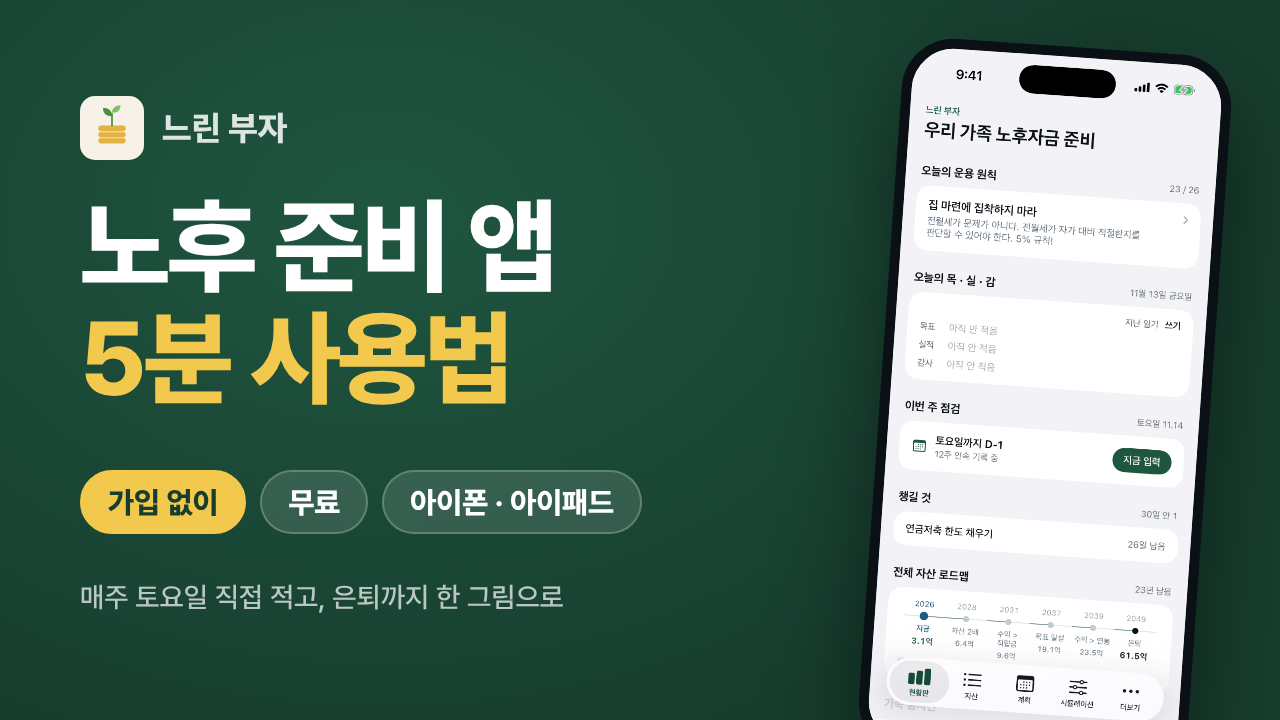 느린 부자
노후 준비 앱
5분 사용법
가입 없이
무료
아이폰 · 아이패드
매주 토요일 직접 적고, 은퇴까지 한 그림으로
9:41
느린 부자
우리 가족 노후자금 준비
오늘의 운용 원칙
23 / 26
집 마련에 집착하지 마라
전월세가 문제가 아니다. 전월세가 자가 대비 적절한지를
판단할 수 있어야 한다. 5% 규칙!
오늘의 목 · 실 · 감
11월 13일 금요일
지난 일기 쓰기
목표 아직 안 적음
실적 아직 안 적음
감사 아직 안 적음
이번 주 점검
토요일 11.14
토요일까지 D-1
12주 연속 기록 중
지금 입력
챙길 것
30일 안 1
연금저축 한도 채우기
26일 남음
전체 자산 로드맵
23년 남음
2026 2028 2031 2037 2039 2049
지금 자산 2배 수익 > 적립금 목표 달성 수익 > 연봉 은퇴
3.1억 6.4억 9.6억 19.1억 23.5억 61.5억
현황판 자산 계획 시뮬레이션 더보기